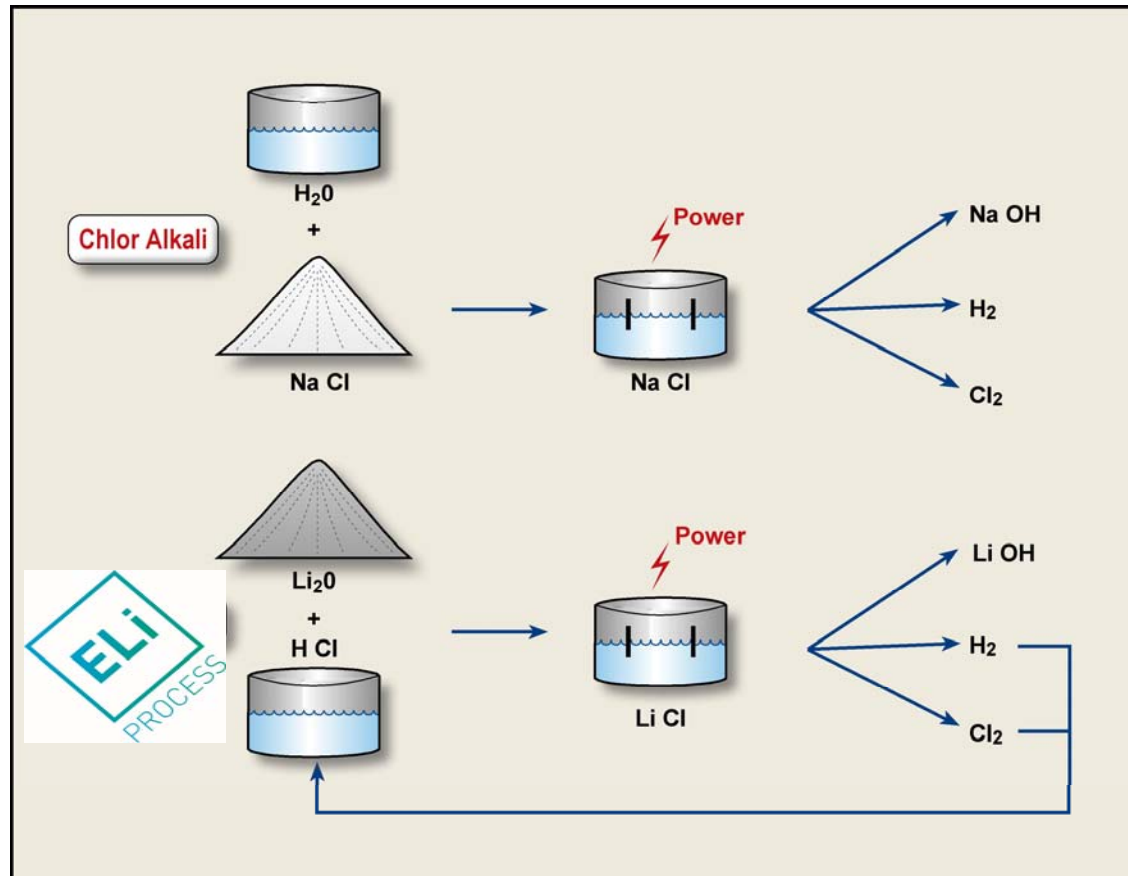 H₂0
+
Chlor Alkali
Na Cl
Power
Na Cl
Na OH
H₂
Cl₂
Li₂0
+
H Cl
ELi
PROCESS
Power
Li Cl
Li OH
H₂
Cl₂